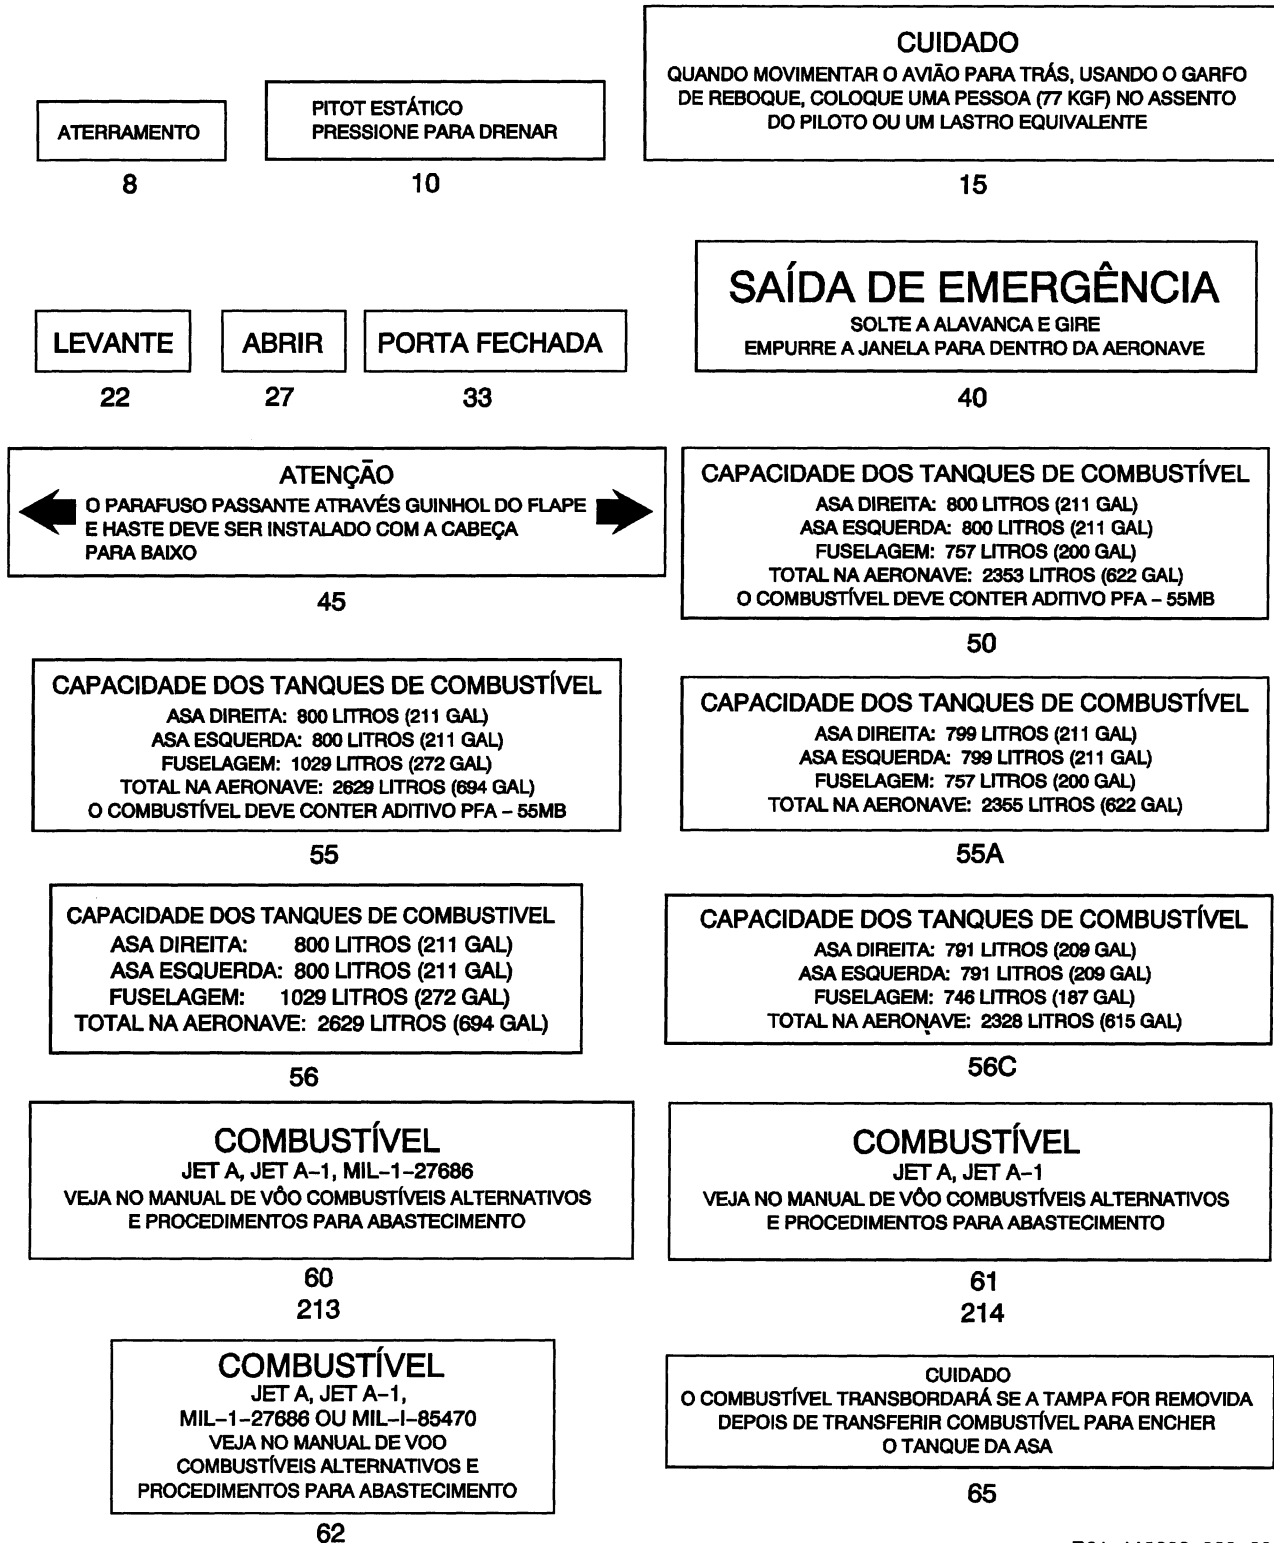 ATERRAMENTO
8
PITOT ESTÁTICO
PRESSIONE PARA DRENAR
10
CUIDADO
QUANDO MOVIMENTAR O AVIÃO PARA TRÁS, USANDO O GARFO
DE REBOQUE, COLOQUE UMA PESSOA (77 KGF) NO ASSENTO
DO PILOTO OU UM LASTRO EQUIVALENTE
15
LEVANTE
22
ABRIR
27
PORTA FECHADA
33
SAÍDA DE EMERGÊNCIA
SOLTE A ALAVANCA E GIRE
EMPURRE A JANELA PARA DENTRO DA AERONAVE
40
ATENÇÃO
O PARAFUSO PASSANTE ATRAVÉS GUINHOL DO FLAPE
E HASTE DEVE SER INSTALADO COM A CABEÇA
PARA BAIXO
45
CAPACIDADE DOS TANQUES DE COMBUSTÍVEL
ASA DIREITA: 800 LITROS (211 GAL)
ASA ESQUERDA: 800 LITROS (211 GAL)
FUSELAGEM: 757 LITROS (200 GAL)
TOTAL NA AERONAVE: 2353 LITROS (622 GAL)
O COMBUSTÍVEL DEVE CONTER ADITIVO PFA – 55MB
50
CAPACIDADE DOS TANQUES DE COMBUSTÍVEL
ASA DIREITA: 800 LITROS (211 GAL)
ASA ESQUERDA: 800 LITROS (211 GAL)
FUSELAGEM: 1029 LITROS (272 GAL)
TOTAL NA AERONAVE: 2629 LITROS (694 GAL)
O COMBUSTÍVEL DEVE CONTER ADITIVO PFA – 55MB
55
CAPACIDADE DOS TANQUES DE COMBUSTÍVEL
ASA DIREITA: 799 LITROS (211 GAL)
ASA ESQUERDA: 799 LITROS (211 GAL)
FUSELAGEM: 757 LITROS (200 GAL)
TOTAL NA AERONAVE: 2355 LITROS (622 GAL)
55A
CAPACIDADE DOS TANQUES DE COMBUSTIVEL
ASA DIREITA: 800 LITROS (211 GAL)
ASA ESQUERDA: 800 LITROS (211 GAL)
FUSELAGEM: 1029 LITROS (272 GAL)
TOTAL NA AERONAVE: 2629 LITROS (694 GAL)
56
CAPACIDADE DOS TANQUES DE COMBUSTÍVEL
ASA DIREITA: 791 LITROS (209 GAL)
ASA ESQUERDA: 791 LITROS (209 GAL)
FUSELAGEM: 746 LITROS (187 GAL)
TOTAL NA AERONAVE: 2328 LITROS (615 GAL)
56C
COMBUSTÍVEL
JET A, JET A–1, MIL–1–27686
VEJA NO MANUAL DE VÔO COMBUSTÍVEIS ALTERNATIVOS
E PROCEDIMENTOS PARA ABASTECIMENTO
60
213
COMBUSTÍVEL
JET A, JET A–1
VEJA NO MANUAL DE VÔO COMBUSTÍVEIS ALTERNATIVOS
E PROCEDIMENTOS PARA ABASTECIMENTO
61
214
COMBUSTÍVEL
JET A, JET A–1,
MIL–1–27686 OU MIL–I–85470
VEJA NO MANUAL DE VOO
COMBUSTÍVEIS ALTERNATIVOS E
PROCEDIMENTOS PARA ABASTECIMENTO
62
CUIDADO
O COMBUSTÍVEL TRANSBORDARÁ SE A TAMPA FOR REMOVIDA
DEPOIS DE TRANSFERIR COMBUSTÍVEL PARA ENCHER
O TANQUE DA ASA
65